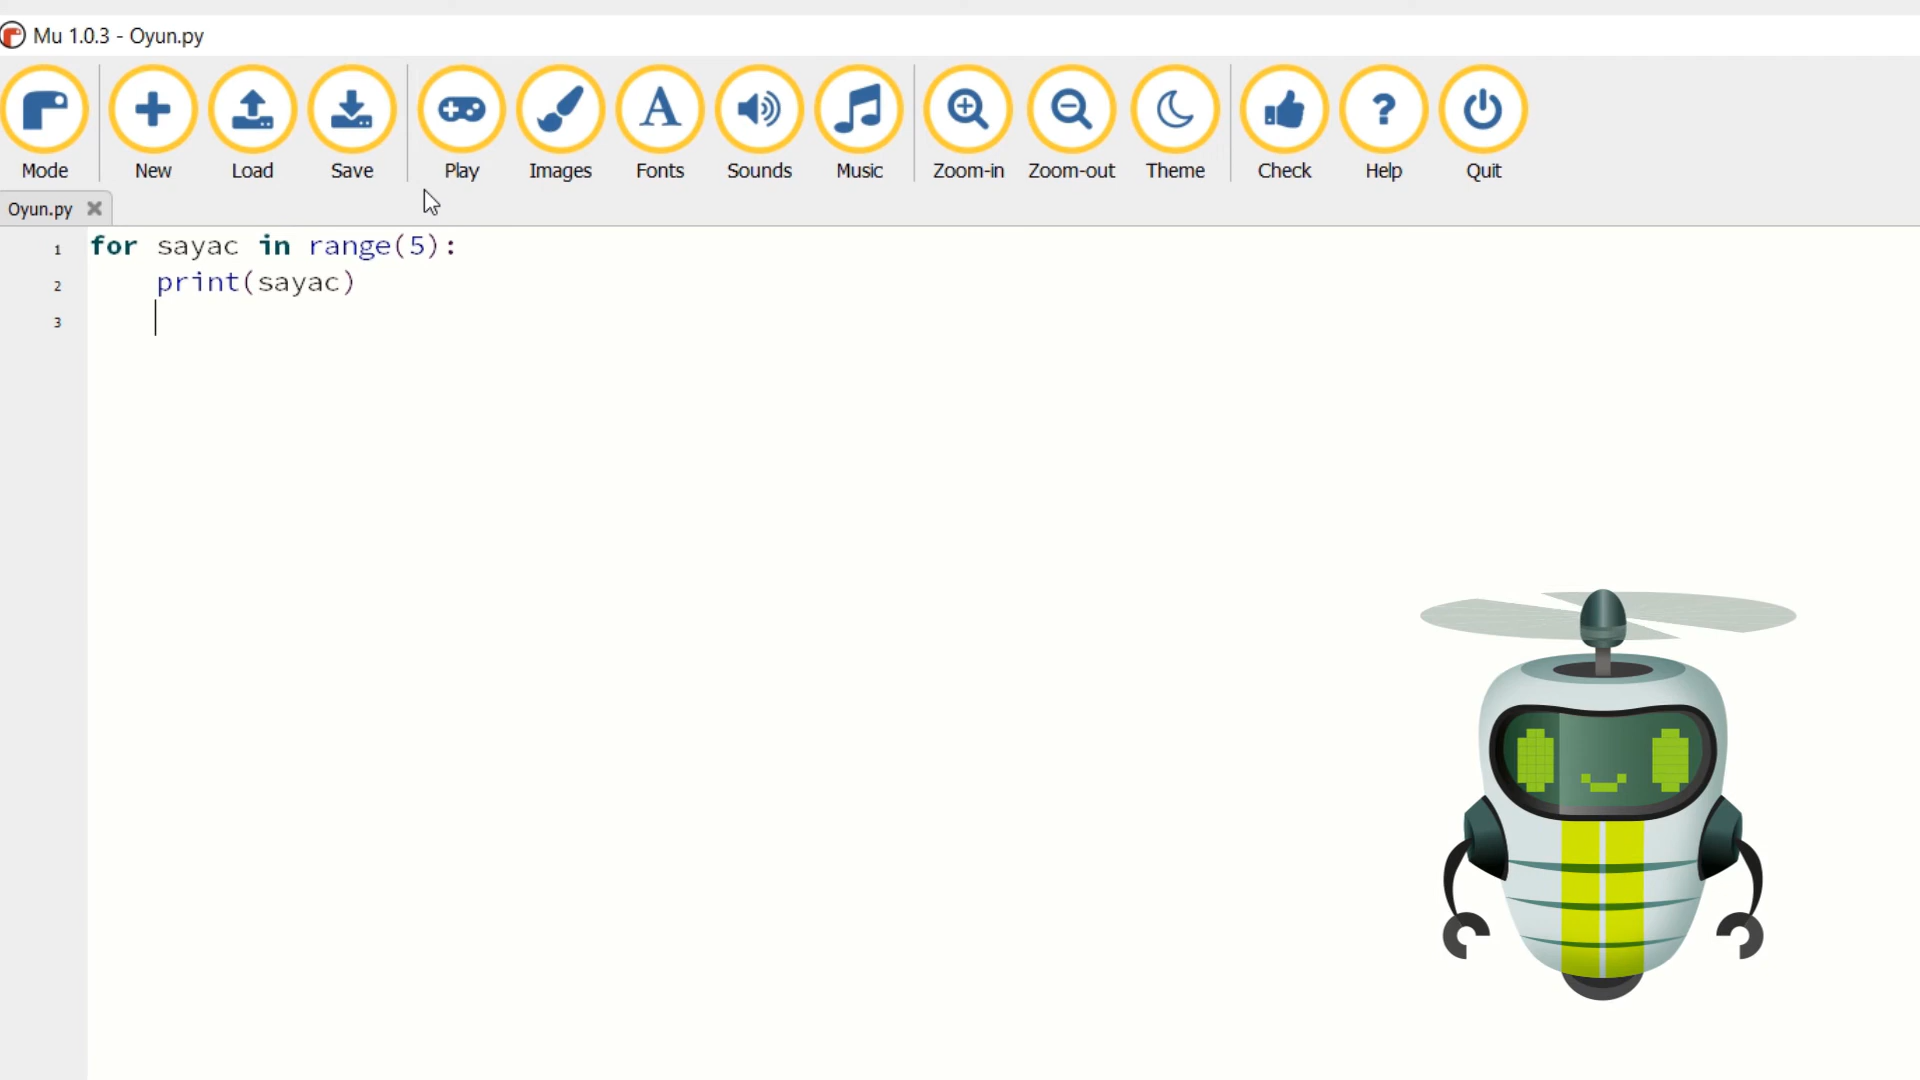 Mu 1.0.3 - Oyun.py
Mode New Load Save Play Images Fonts Sounds Music Zoom-in Zoom-out Theme Check Help Quit
Oyun.py
1 for sayac in range(5):
2 print(sayac)
3